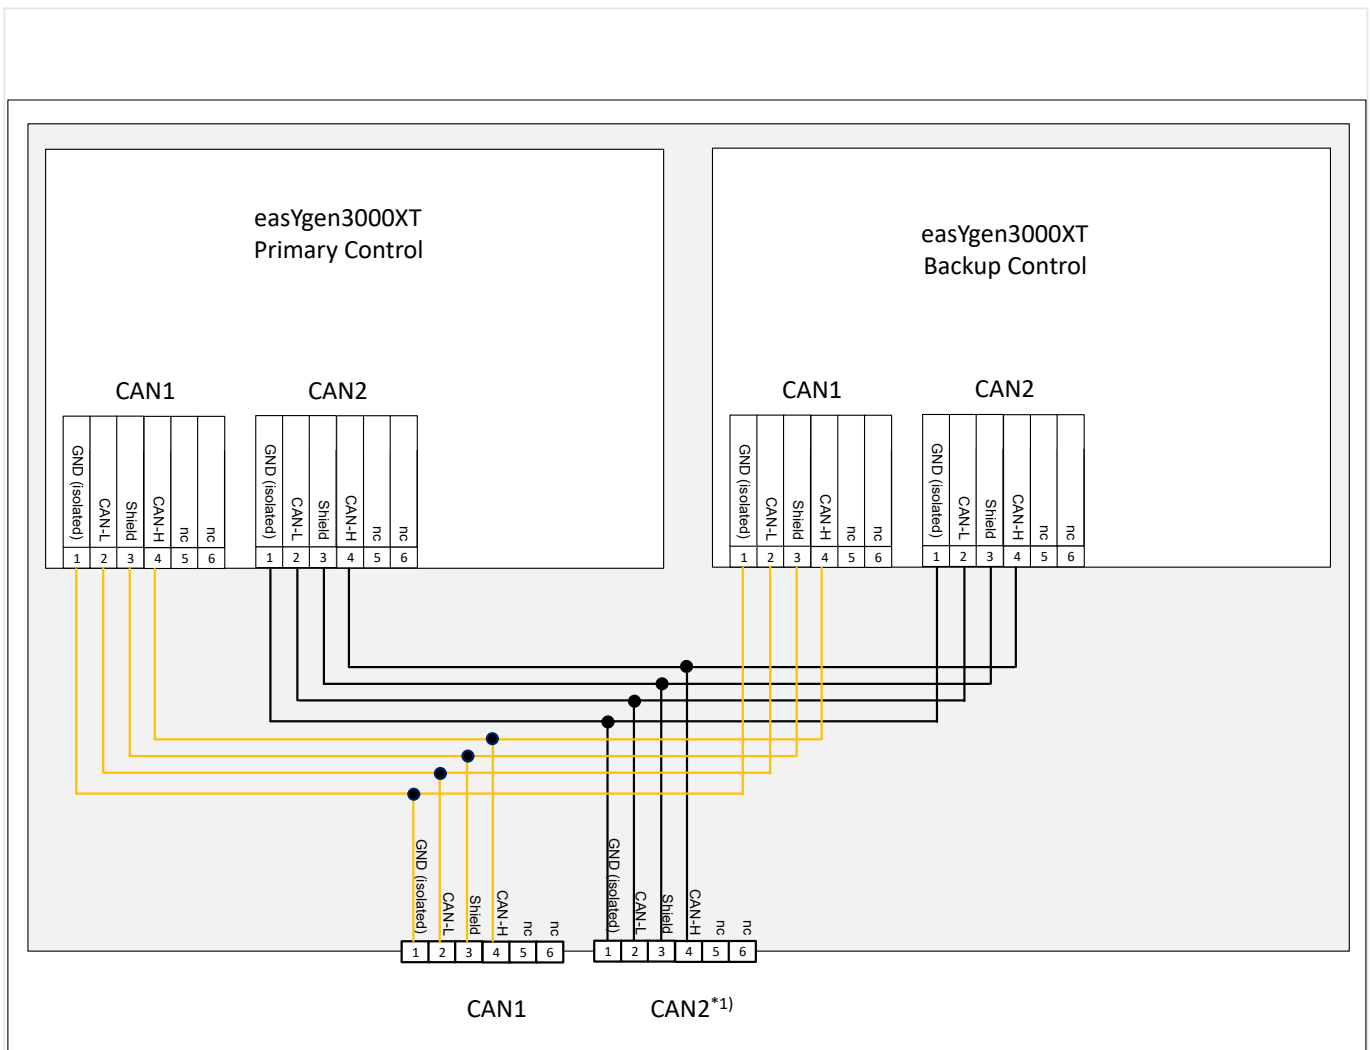 easYgen3000XT
Primary Control
easYgen3000XT
Backup Control
CAN1
CAN2
CAN1
CAN2
GND (isolated)
CAN-L
Shield
CAN-H
nc
nc
GND (isolated)
CAN-L
Shield
CAN-H
nc
nc
GND (isolated)
CAN-L
Shield
CAN-H
nc
nc
GND (isolated)
CAN-L
Shield
CAN-H
nc
nc
1 2 3 4 5 6
1 2 3 4 5 6
1 2 3 4 5 6
1 2 3 4 5 6
GND (isolated)
CAN-L
Shield
CAN-H
nc
nc
GND (isolated)
CAN-L
Shield
CAN-H
nc
nc
1 2 3 4 5 6
1 2 3 4 5 6
CAN1
CAN2*1)